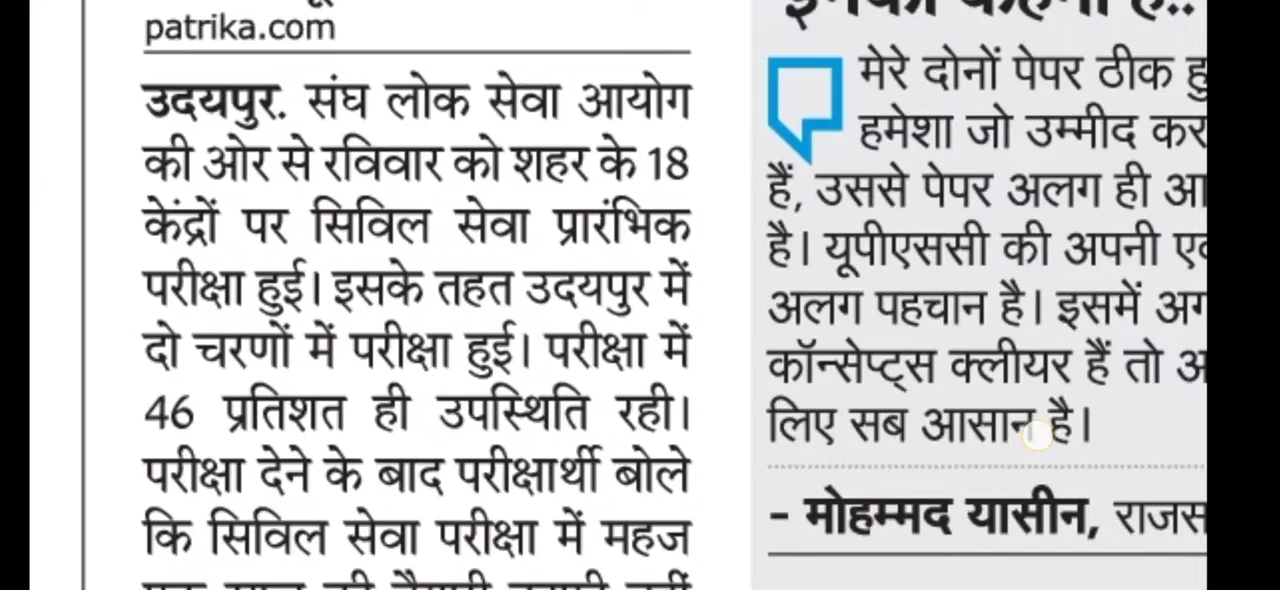 patrika.com
उदयपुर. संघ लोक सेवा आयोग
की ओर से रविवार को शहर के 18
केंद्रों पर सिविल सेवा प्रारंभिक
परीक्षा हुई। इसके तहत उदयपुर में
दो चरणों में परीक्षा हुई। परीक्षा में
46 प्रतिशत ही उपस्थिति रही।
परीक्षा देने के बाद परीक्षार्थी बोले
कि सिविल सेवा परीक्षा में महज
मेरे दोनों पेपर ठीक
हमेशा जो उम्मीद
हैं, उससे पेपर अलग ही
है। यूपीएससी की अपनी
अलग पहचान है। इसमें
कॉन्सेप्ट्स क्लीयर हैं तो
लिए सब आसान है।
- मोहम्मद यासीन,